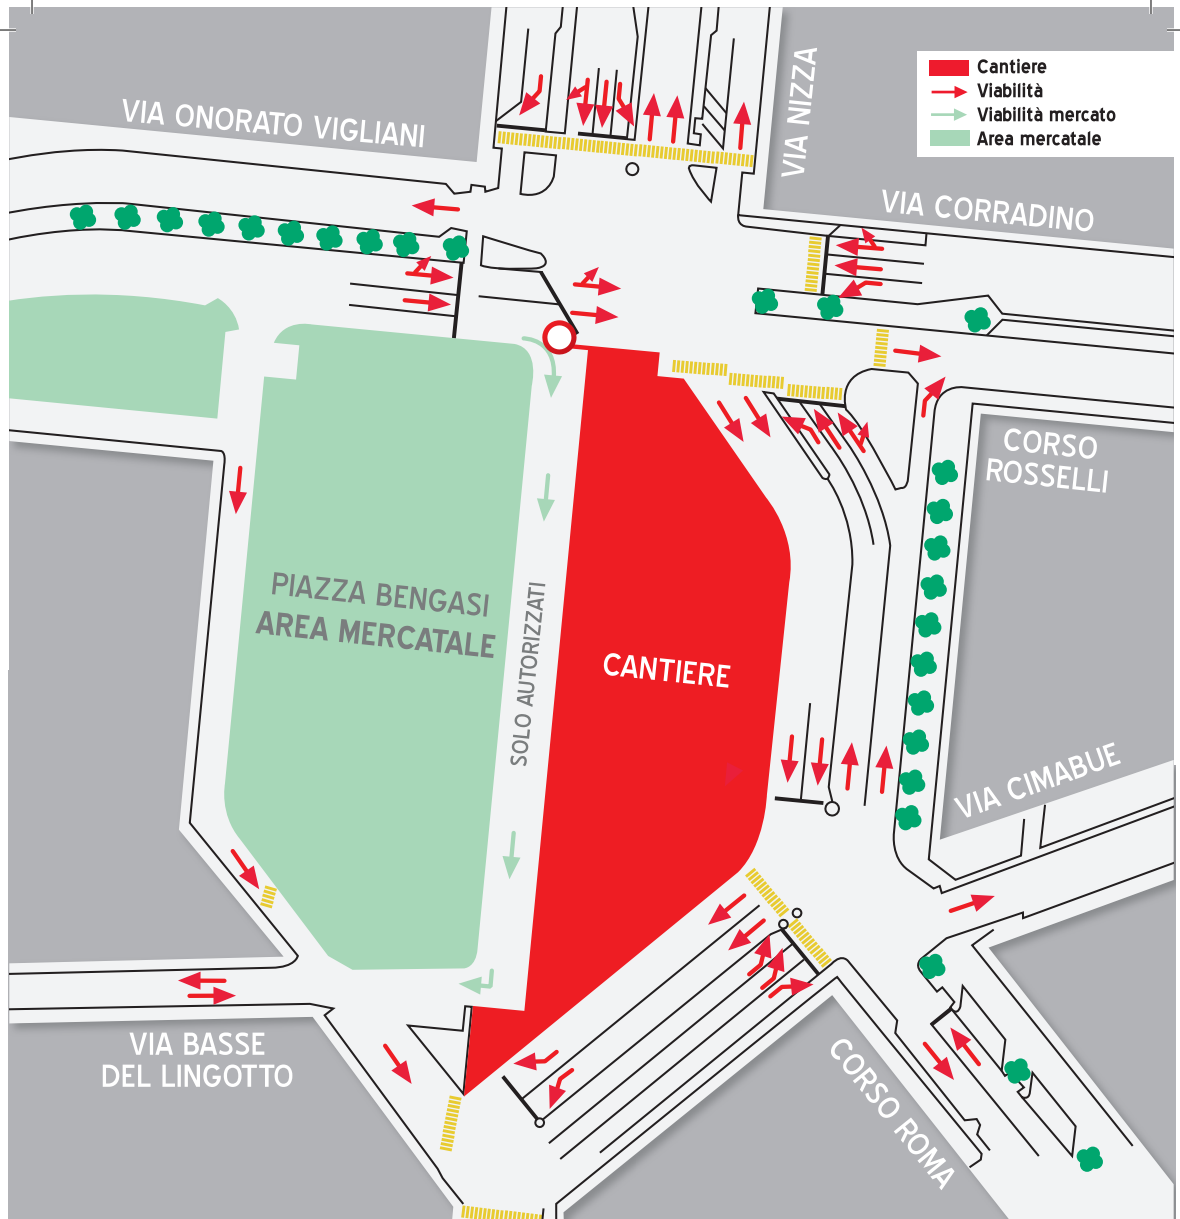 VIA ONORATO VIGLIANI
VIA NIZZA
Cantiere
Viabilità
Viabilità mercato
Area mercatale
VIA CORRADINO
CORSO
ROSSELLI
PIAZZA BENGASI
AREA MERCATALE
SOLO AUTORIZZATI
CANTIERE
VIA CIMABUE
VIA BASSE
DEL LINGOTTO
CORSO ROMA